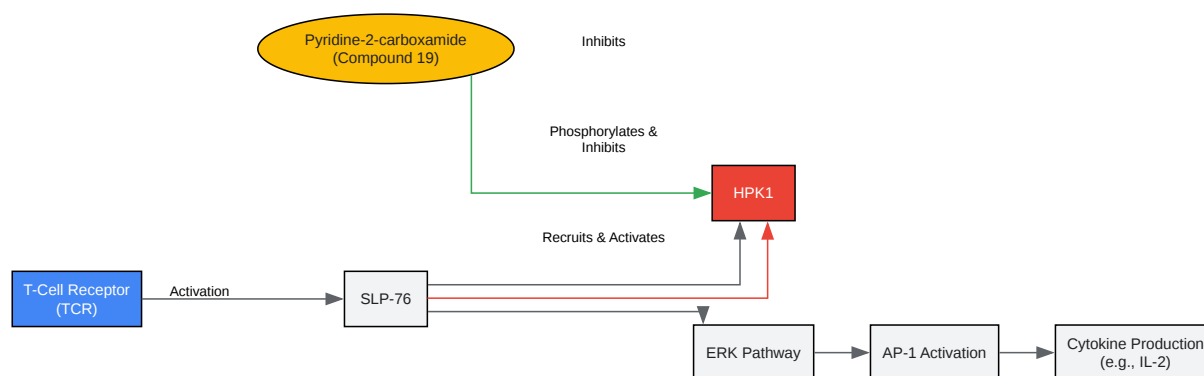 Pyridine-2-carboxamide
(Compound 19)
Inhibits
Phosphorylates &
Inhibits
HPK1
Recruits & Activates
T-Cell Receptor
(TCR)
Activation
SLP-76
ERK Pathway
AP-1 Activation
Cytokine Production
(e.g., IL-2)